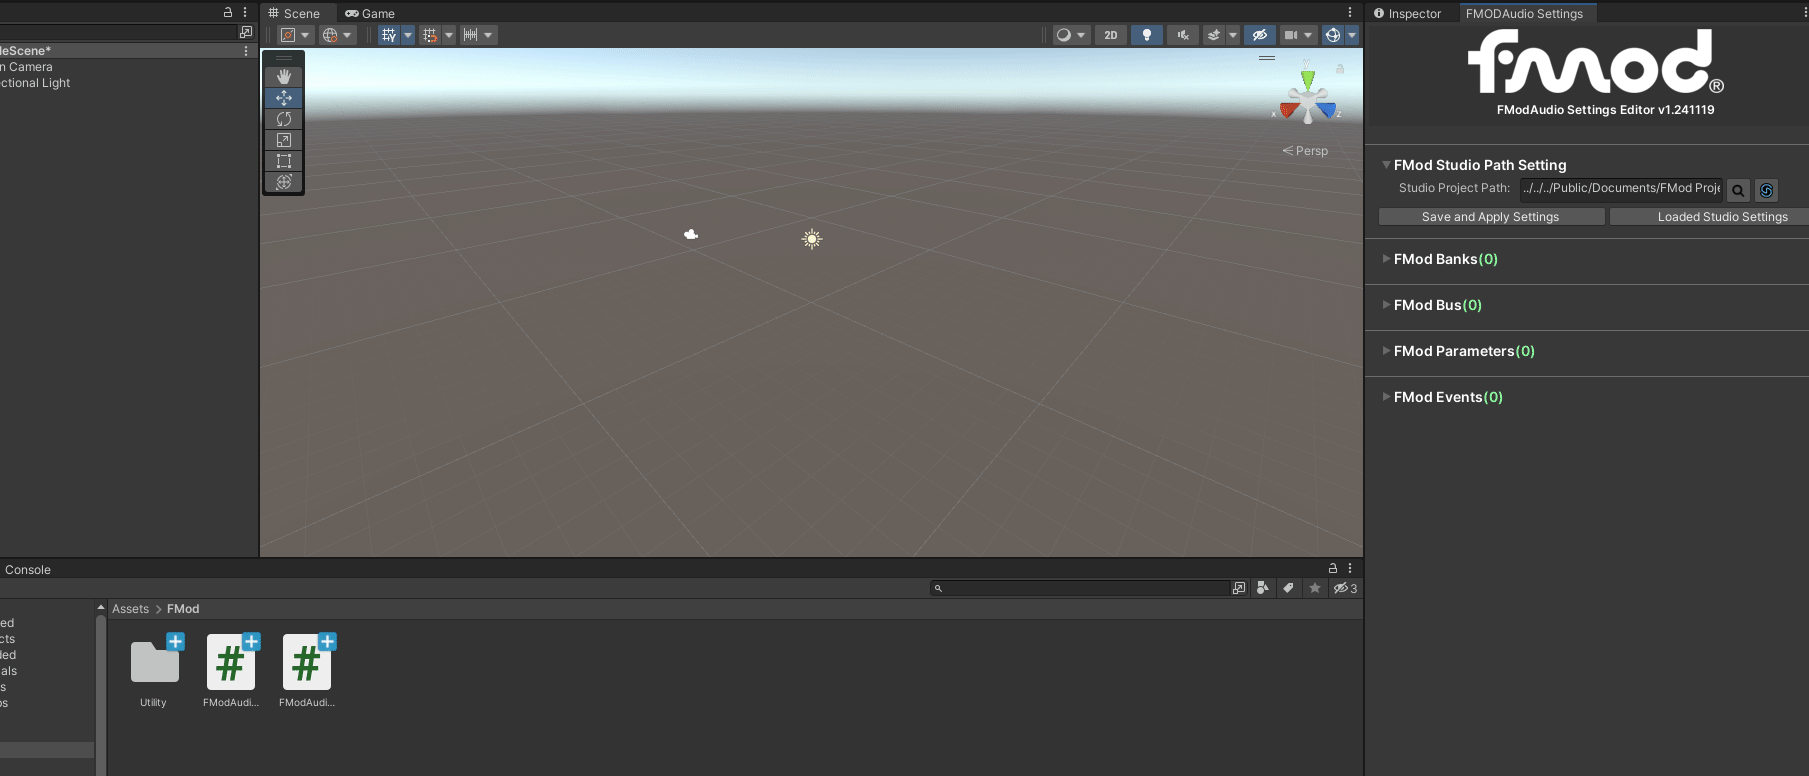 Scene
Game
Inspector
FMODAudio Settings
leScene*
n Camera
ectional Light
2D
y
x
z
Persp
fmod®
FModAudio Settings Editor v1.241119
FMod Studio Path Setting
Studio Project Path: ../../../Public/Documents/FMod Proje
Save and Apply Settings
Loaded Studio Settings
FMod Banks(0)
FMod Bus(0)
FMod Parameters(0)
FMod Events(0)
Console
3
Assets > FMod
ed
cts
ded
als
s
os
Utility
FModAudi...
FModAudi...